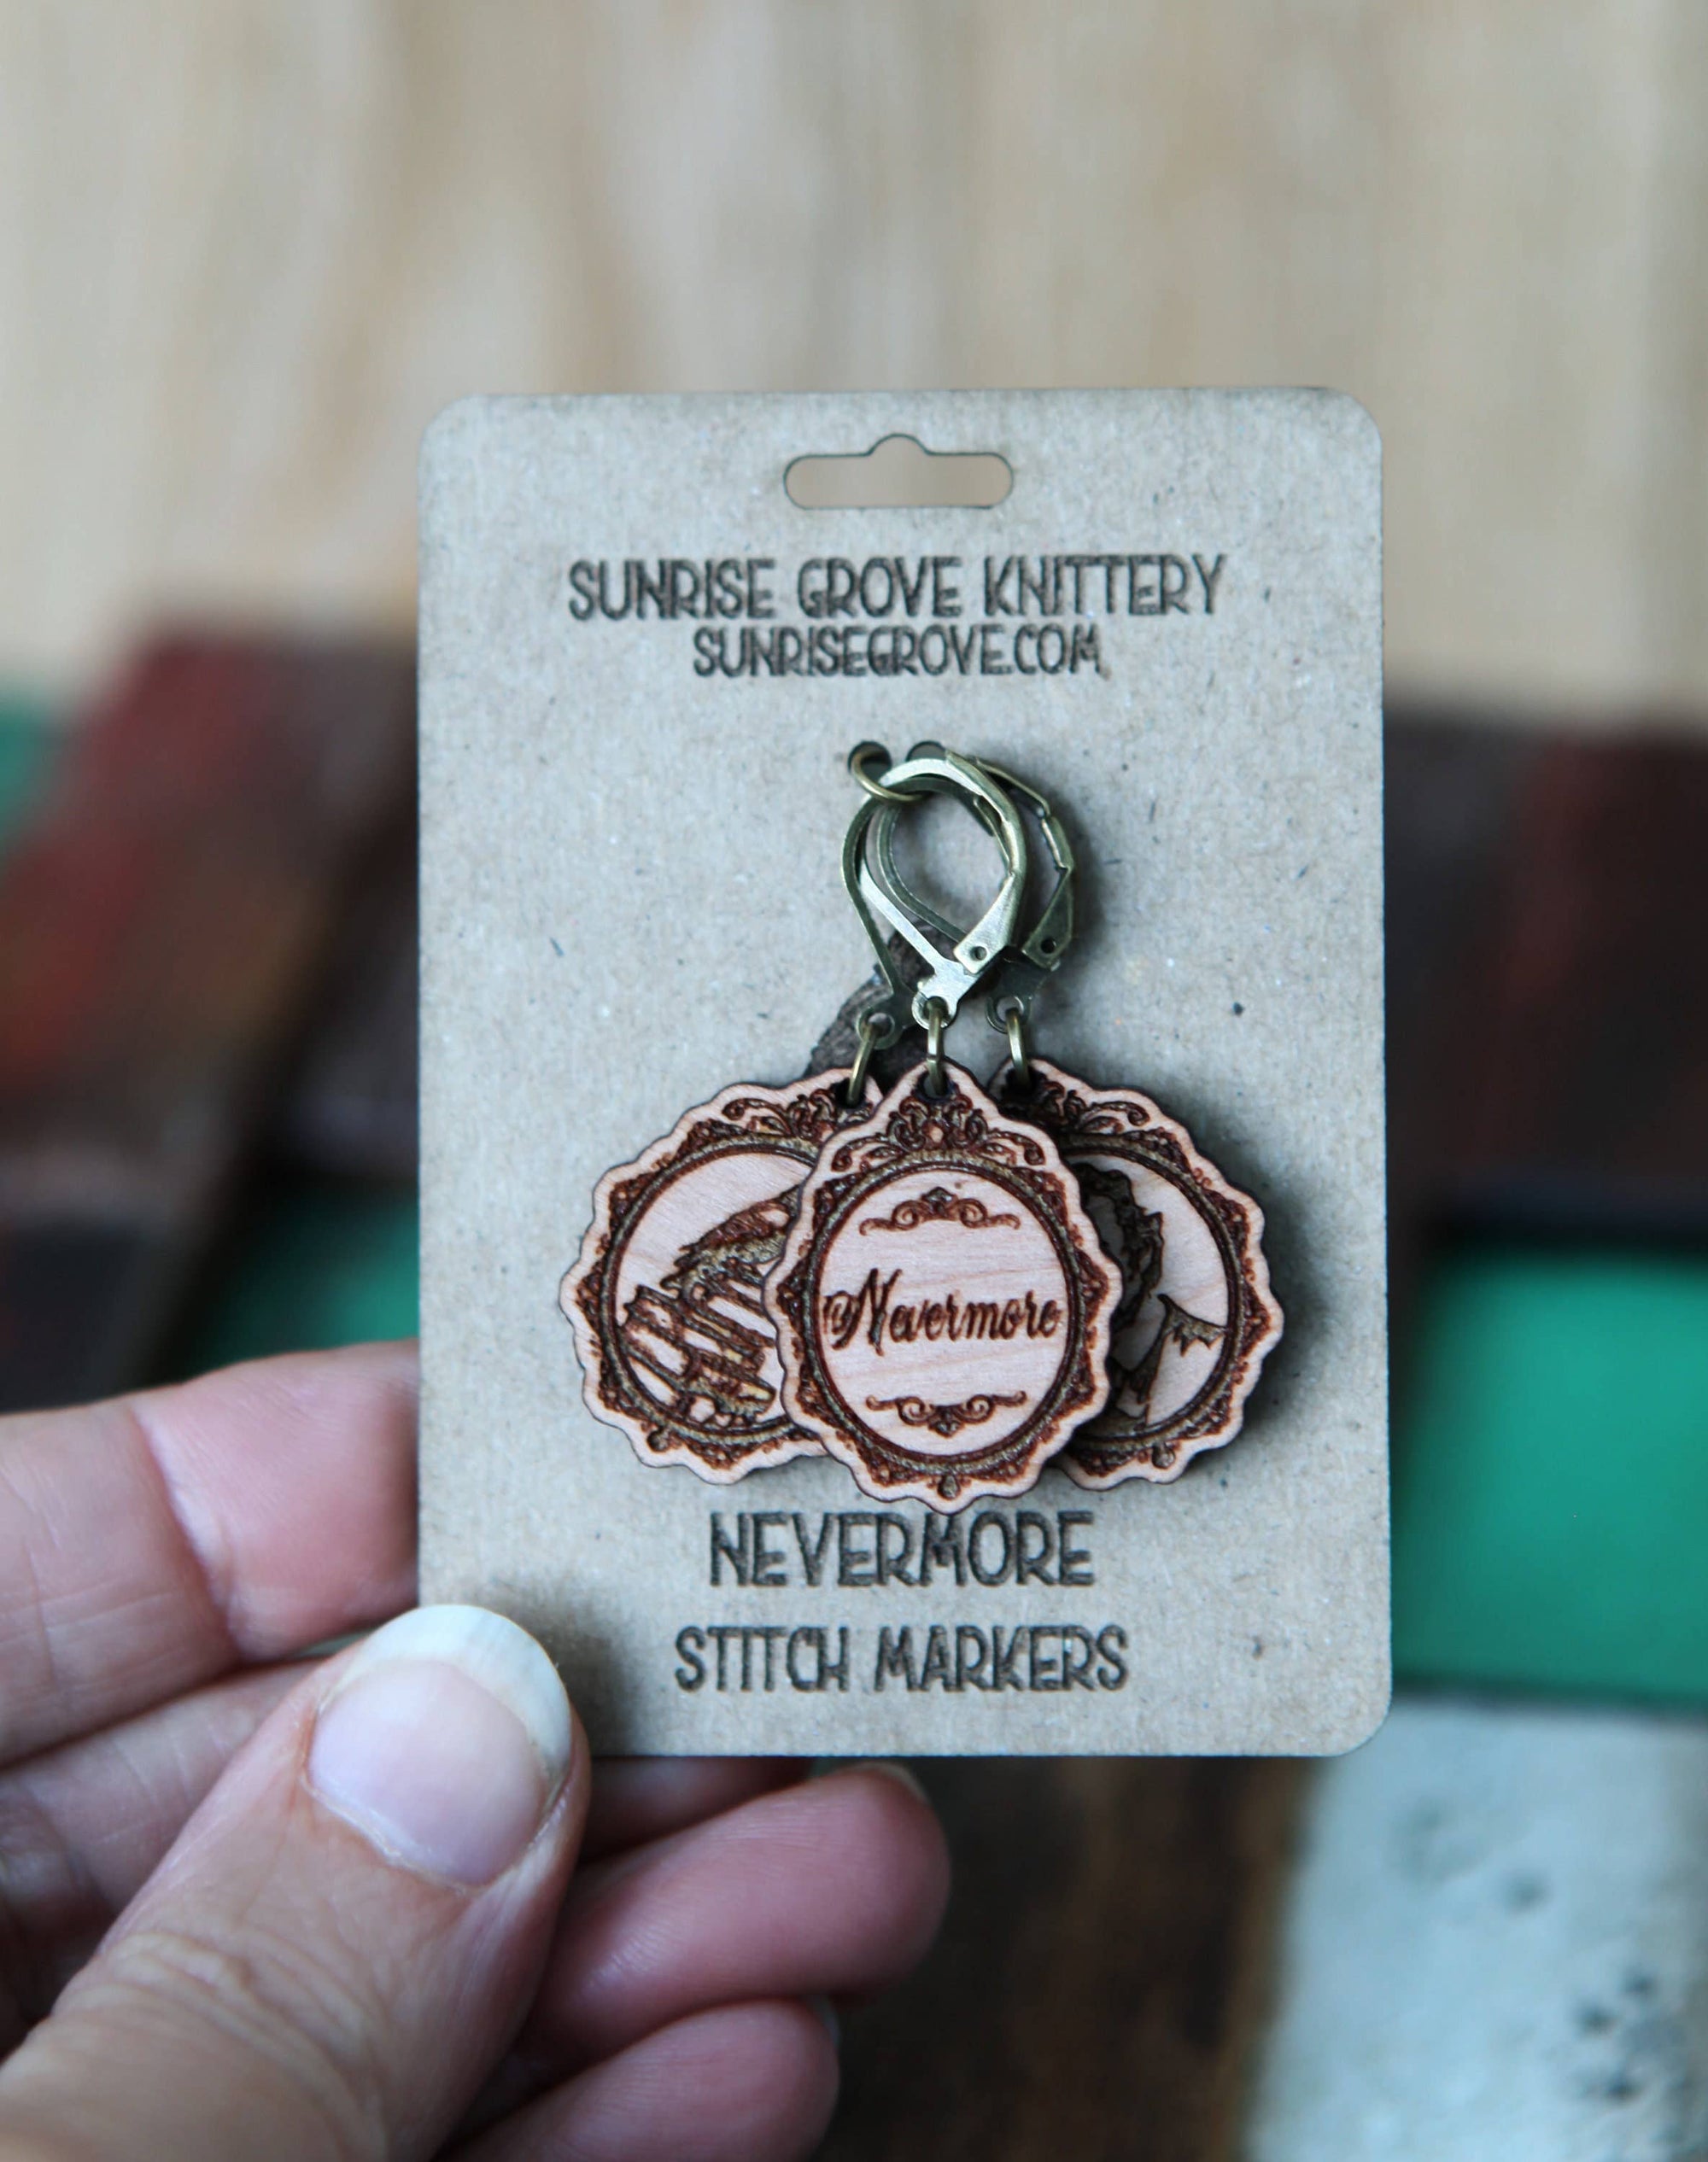 SUNRISE GROVE KNITTERY
SUNRISEGROVE.COM
Nevermore
NEVERMORE
STITCH MARKERS